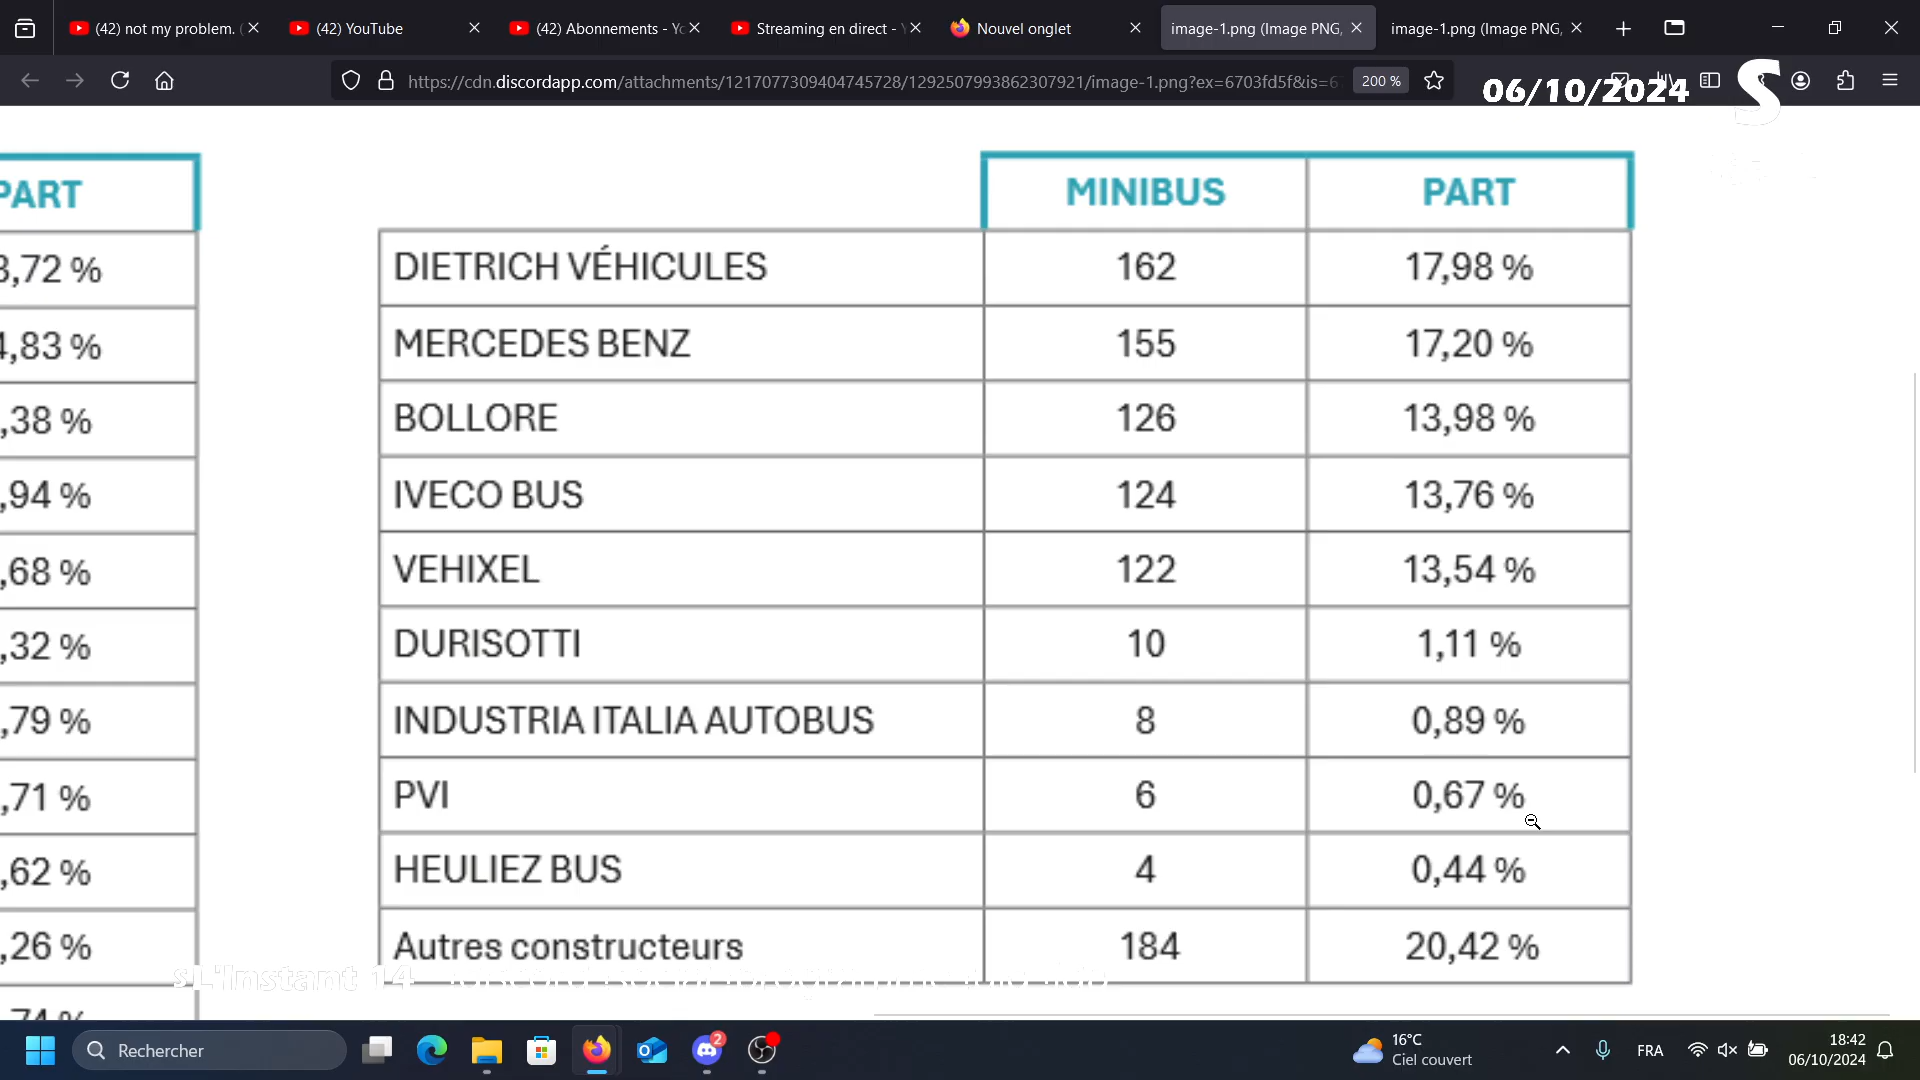 (42) not my problem. (
(42) YouTube
(42) Abonnements - Yo
Streaming en direct - Y
Nouvel onglet
image-1.png (Image PNG,
image-1.png (Image PNG,
https://cdn.discordapp.com/attachments/1217077309404745728/1292507993862307921/image-1.png?ex=6703fd5f&is=6
200 %
06/10/2024
S
PART
3,72 %
4,83 %
,38 %
,94 %
,68 %
,32 %
,79 %
,71 %
,62 %
,26 %
,74 %
MINIBUS PART
DIETRICH VÉHICULES 162 17,98 %
MERCEDES BENZ 155 17,20 %
BOLLORE 126 13,98 %
IVECO BUS 124 13,76 %
VEHIXEL 122 13,54 %
DURISOTTI 10 1,11 %
INDUSTRIA ITALIA AUTOBUS 8 0,89 %
PVI 6 0,67 %
HEULIEZ BUS 4 0,44 %
Autres constructeurs 184 20,42 %
sL'instant 14
Rechercher
2
16°C
Ciel couvert
FRA
18:42
06/10/2024